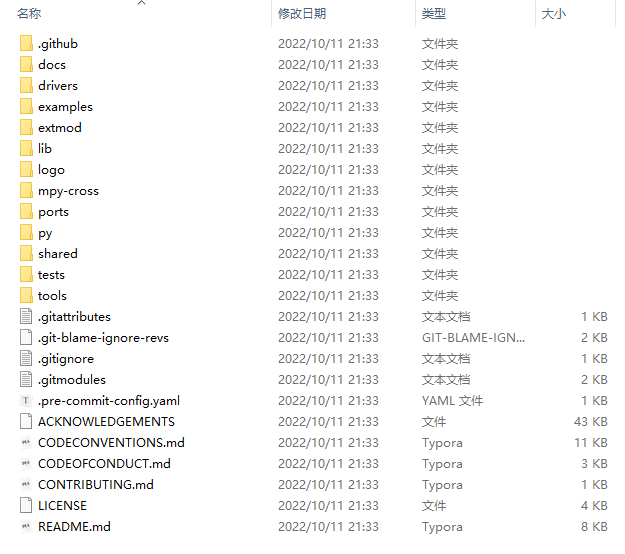 名称 修改日期 类型 大小
.github 2022/10/11 21:33 文件夹
docs 2022/10/11 21:33 文件夹
drivers 2022/10/11 21:33 文件夹
examples 2022/10/11 21:33 文件夹
extmod 2022/10/11 21:33 文件夹
lib 2022/10/11 21:33 文件夹
logo 2022/10/11 21:33 文件夹
mpy-cross 2022/10/11 21:33 文件夹
ports 2022/10/11 21:33 文件夹
py 2022/10/11 21:33 文件夹
shared 2022/10/11 21:33 文件夹
tests 2022/10/11 21:33 文件夹
tools 2022/10/11 21:33 文件夹
.gitattributes 2022/10/11 21:33 文本文档 1 KB
.git-blame-ignore-revs 2022/10/11 21:33 GIT-BLAME-IGN... 2 KB
.gitignore 2022/10/11 21:33 文本文档 1 KB
.gitmodules 2022/10/11 21:33 文本文档 2 KB
.pre-commit-config.yaml 2022/10/11 21:33 YAML 文件 1 KB
ACKNOWLEDGEMENTS 2022/10/11 21:33 文件 43 KB
CODECONVENTIONS.md 2022/10/11 21:33 Typora 11 KB
CODEOFCONDUCT.md 2022/10/11 21:33 Typora 3 KB
CONTRIBUTING.md 2022/10/11 21:33 Typora 1 KB
LICENSE 2022/10/11 21:33 文件 4 KB
README.md 2022/10/11 21:33 Typora 8 KB